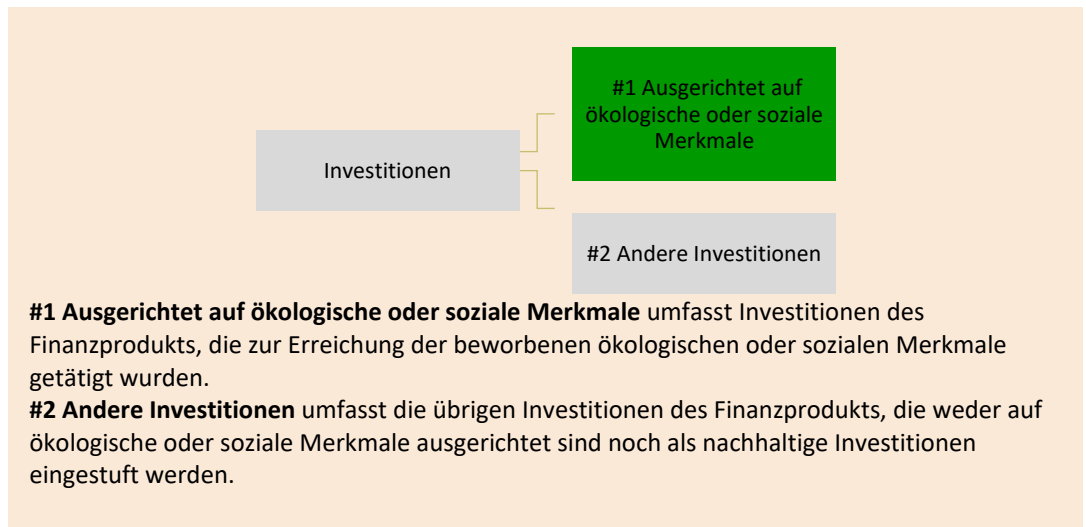 #1 Ausgerichtet auf
ökologische oder soziale
Merkmale
Investitionen
#2 Andere Investitionen
#1 Ausgerichtet auf ökologische oder soziale Merkmale umfasst Investitionen des
Finanzprodukts, die zur Erreichung der beworbenen ökologischen oder sozialen Merkmale
getätigt wurden.
#2 Andere Investitionen umfasst die übrigen Investitionen des Finanzprodukts, die weder auf
ökologische oder soziale Merkmale ausgerichtet sind noch als nachhaltige Investitionen
eingestuft werden.